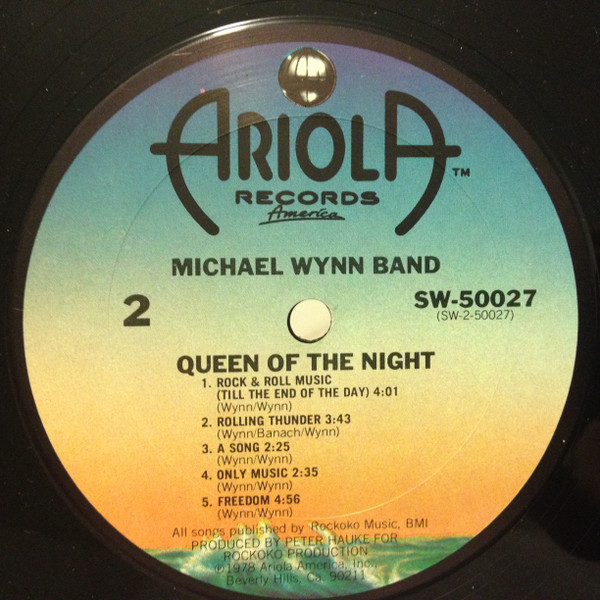 ARIOLA ™
RECORDS
America
MICHAEL WYNN BAND
2
SW-50027
(SW-2-50027)
QUEEN OF THE NIGHT
1. ROCK & ROLL MUSIC
(TILL THE END OF THE DAY) 4:01
(Wynn/Wynn)
2. ROLLING THUNDER 3:43
(Wynn/Banach/Wynn)
3. A SONG 2:25
(Wynn/Wynn)
4. ONLY MUSIC 2:35
(Wynn/Wynn)
5. FREEDOM 4:56
(Wynn/Wynn)
All songs published by Rockoko Music, BMI
PRODUCED BY PETER HAUKE FOR
ROCKOKO PRODUCTION
℗1978 Ariola America, Inc.,
Beverly Hills, Ca. 90211